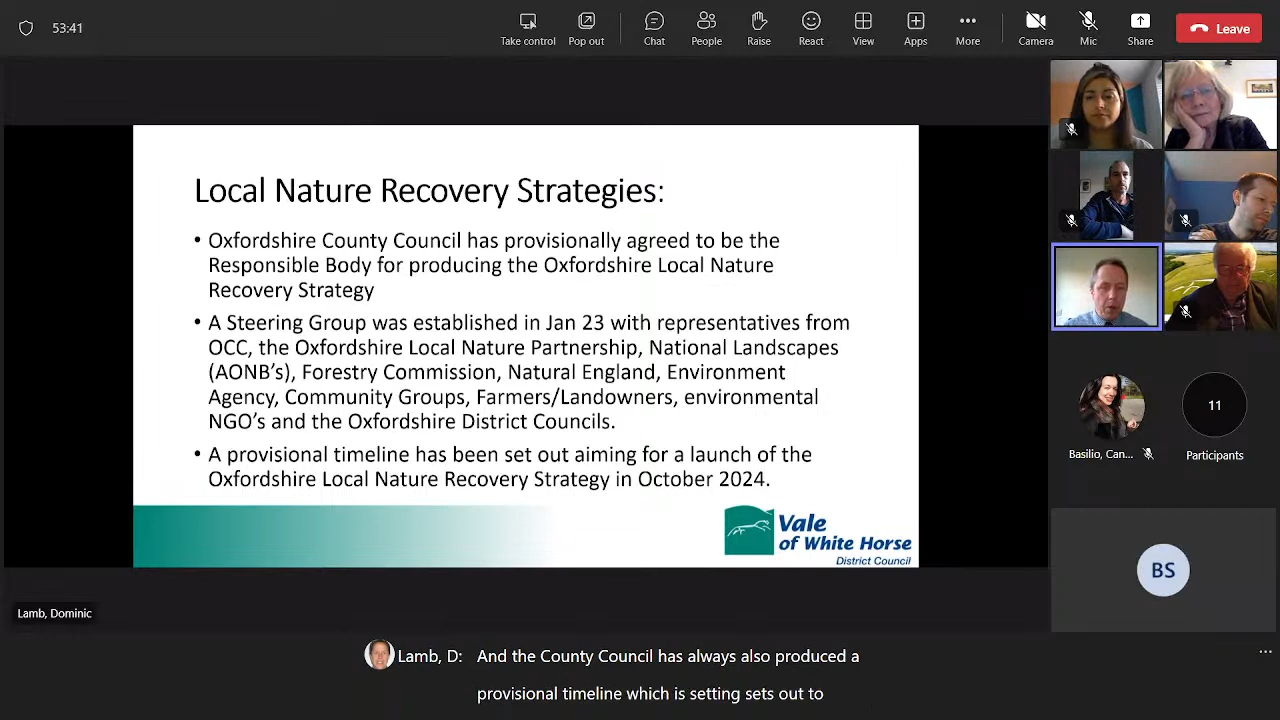 53:41
Take control
Pop out
Chat
People
Raise
React
View
Apps
More
Camera
Mic
Share
Leave
Local Nature Recovery Strategies:
• Oxfordshire County Council has provisionally agreed to be the
Responsible Body for producing the Oxfordshire Local Nature
Recovery Strategy
• A Steering Group was established in Jan 23 with representatives from
OCC, the Oxfordshire Local Nature Partnership, National Landscapes
(AONB's), Forestry Commission, Natural England, Environment
Agency, Community Groups, Farmers/Landowners, environmental
NGO's and the Oxfordshire District Councils.
• A provisional timeline has been set out aiming for a launch of the
Oxfordshire Local Nature Recovery Strategy in October 2024.
Vale
of White Horse
District Council
11
Basilio, Can...
Participants
BS
Lamb, Dominic
Lamb, D: And the County Council has always also produced a
provisional timeline which is setting sets out to